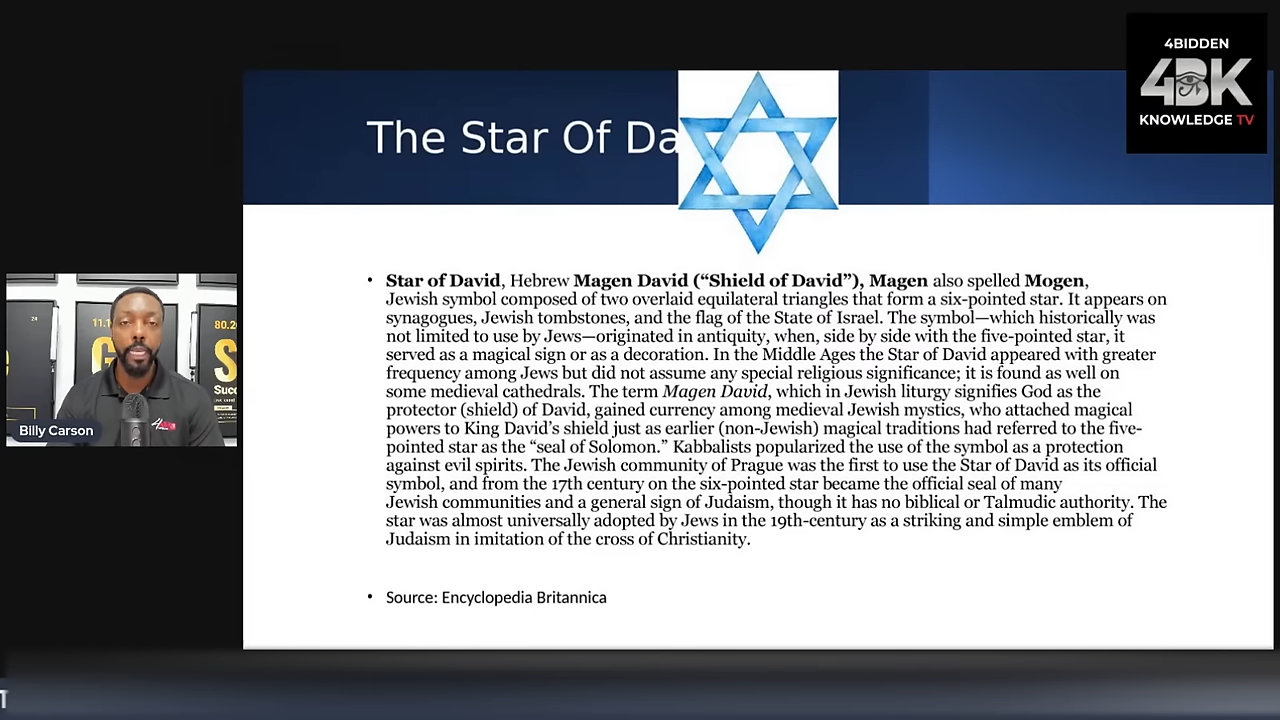 4BIDDEN
4BK
KNOWLEDGE TV
The Star Of Da
• Star of David, Hebrew Magen David (“Shield of David”), Magen also spelled Mogen,
Jewish symbol composed of two overlaid equilateral triangles that form a six-pointed star. It appears on
synagogues, Jewish tombstones, and the flag of the State of Israel. The symbol—which historically was
not limited to use by Jews—originated in antiquity, when, side by side with the five-pointed star, it
served as a magical sign or as a decoration. In the Middle Ages the Star of David appeared with greater
frequency among Jews but did not assume any special religious significance; it is found as well on
some medieval cathedrals. The term Magen David, which in Jewish liturgy signifies God as the
protector (shield) of David, gained currency among medieval Jewish mystics, who attached magical
powers to King David’s shield just as earlier (non-Jewish) magical traditions had referred to the five-
pointed star as the “seal of Solomon.” Kabbalists popularized the use of the symbol as a protection
against evil spirits. The Jewish community of Prague was the first to use the Star of David as its official
symbol, and from the 17th century on the six-pointed star became the official seal of many
Jewish communities and a general sign of Judaism, though it has no biblical or Talmudic authority. The
star was almost universally adopted by Jews in the 19th-century as a striking and simple emblem of
Judaism in imitation of the cross of Christianity.
• Source: Encyclopedia Britannica
11.1
80.2
G
S
Succ
Billy Carson